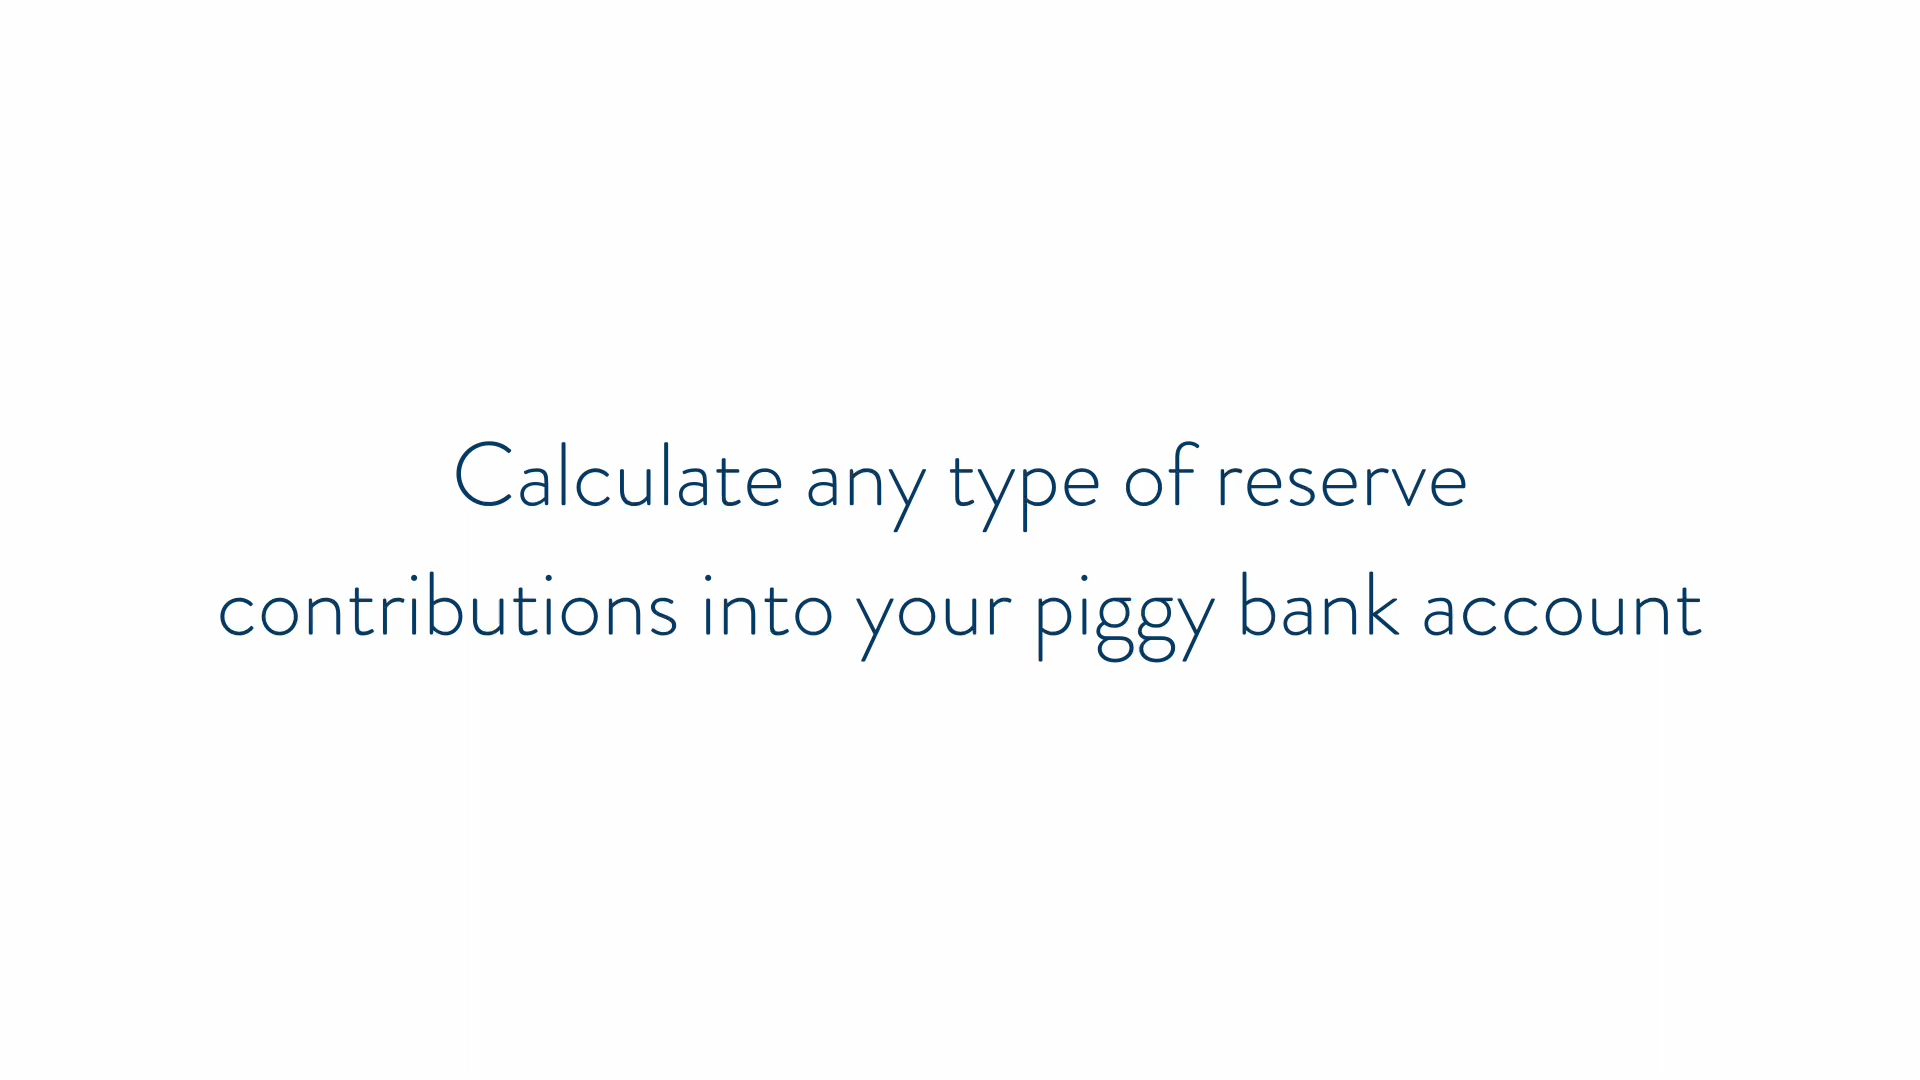 Calculate any type of reserve
contributions into your piggy bank account